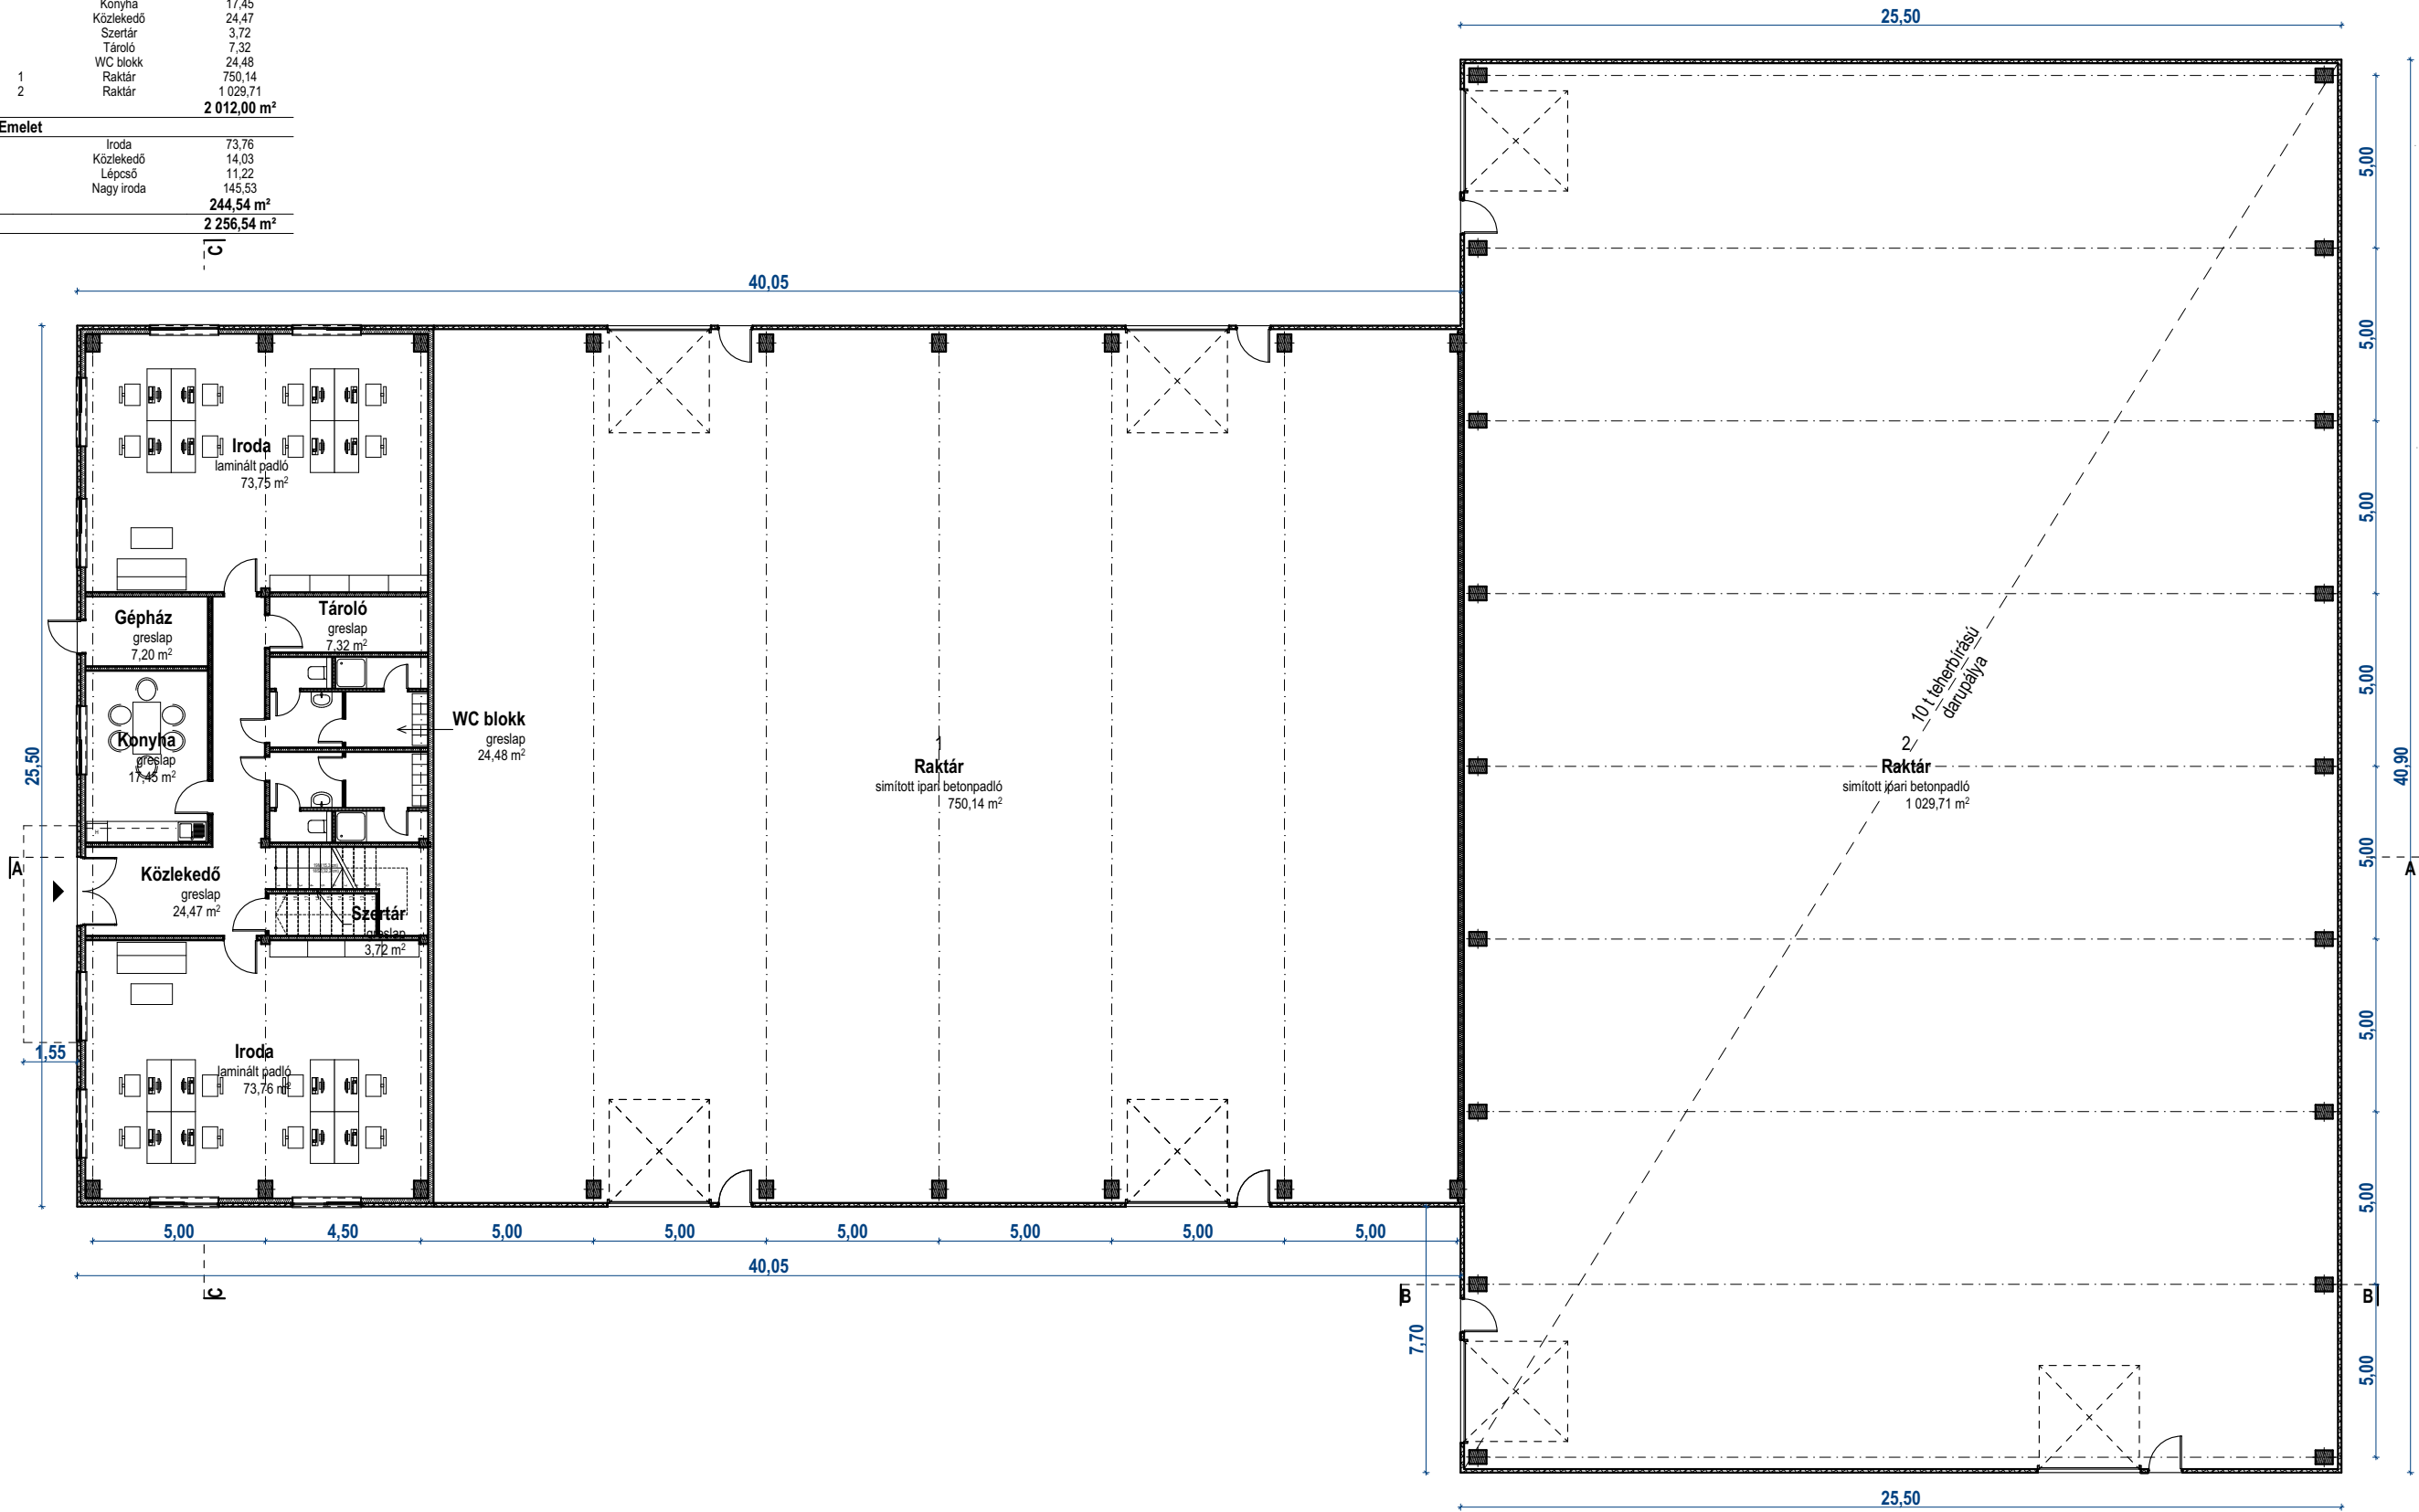 Konyha 17,45
Közlekedő 24,47
Szertár 3,72
Tároló 7,32
WC blokk 24,48
1 Raktár 750,14
2 Raktár 1 029,71
2 012,00 m²
Emelet
Iroda 73,76
Közlekedő 14,03
Lépcső 11,22
Nagy iroda 145,53
244,54 m²
2 256,54 m²
C
25,50
40,05
5,00
5,00
5,00
5,00
5,00
5,00
5,00
5,00
40,90
Iroda
laminált padló
73,75 m²
Gépház
greslap
7,20 m²
Tároló
greslap
7,32 m²
WC blokk
greslap
24,48 m²
Konyha
greslap
17,45 m²
25,50
1
Raktár
simított ipari betonpadló
750,14 m²
10 t teherbírású
darupálya
2
Raktár
simított ipari betonpadló
1 029,71 m²
A
A
Közlekedő
greslap
24,47 m²
Szertár
greslap
3,72 m²
1,55
Iroda
laminált padló
73,76 m²
5,00 4,50 5,00 5,00 5,00 5,00 5,00 5,00
40,05
C
B
B
7,70
25,50